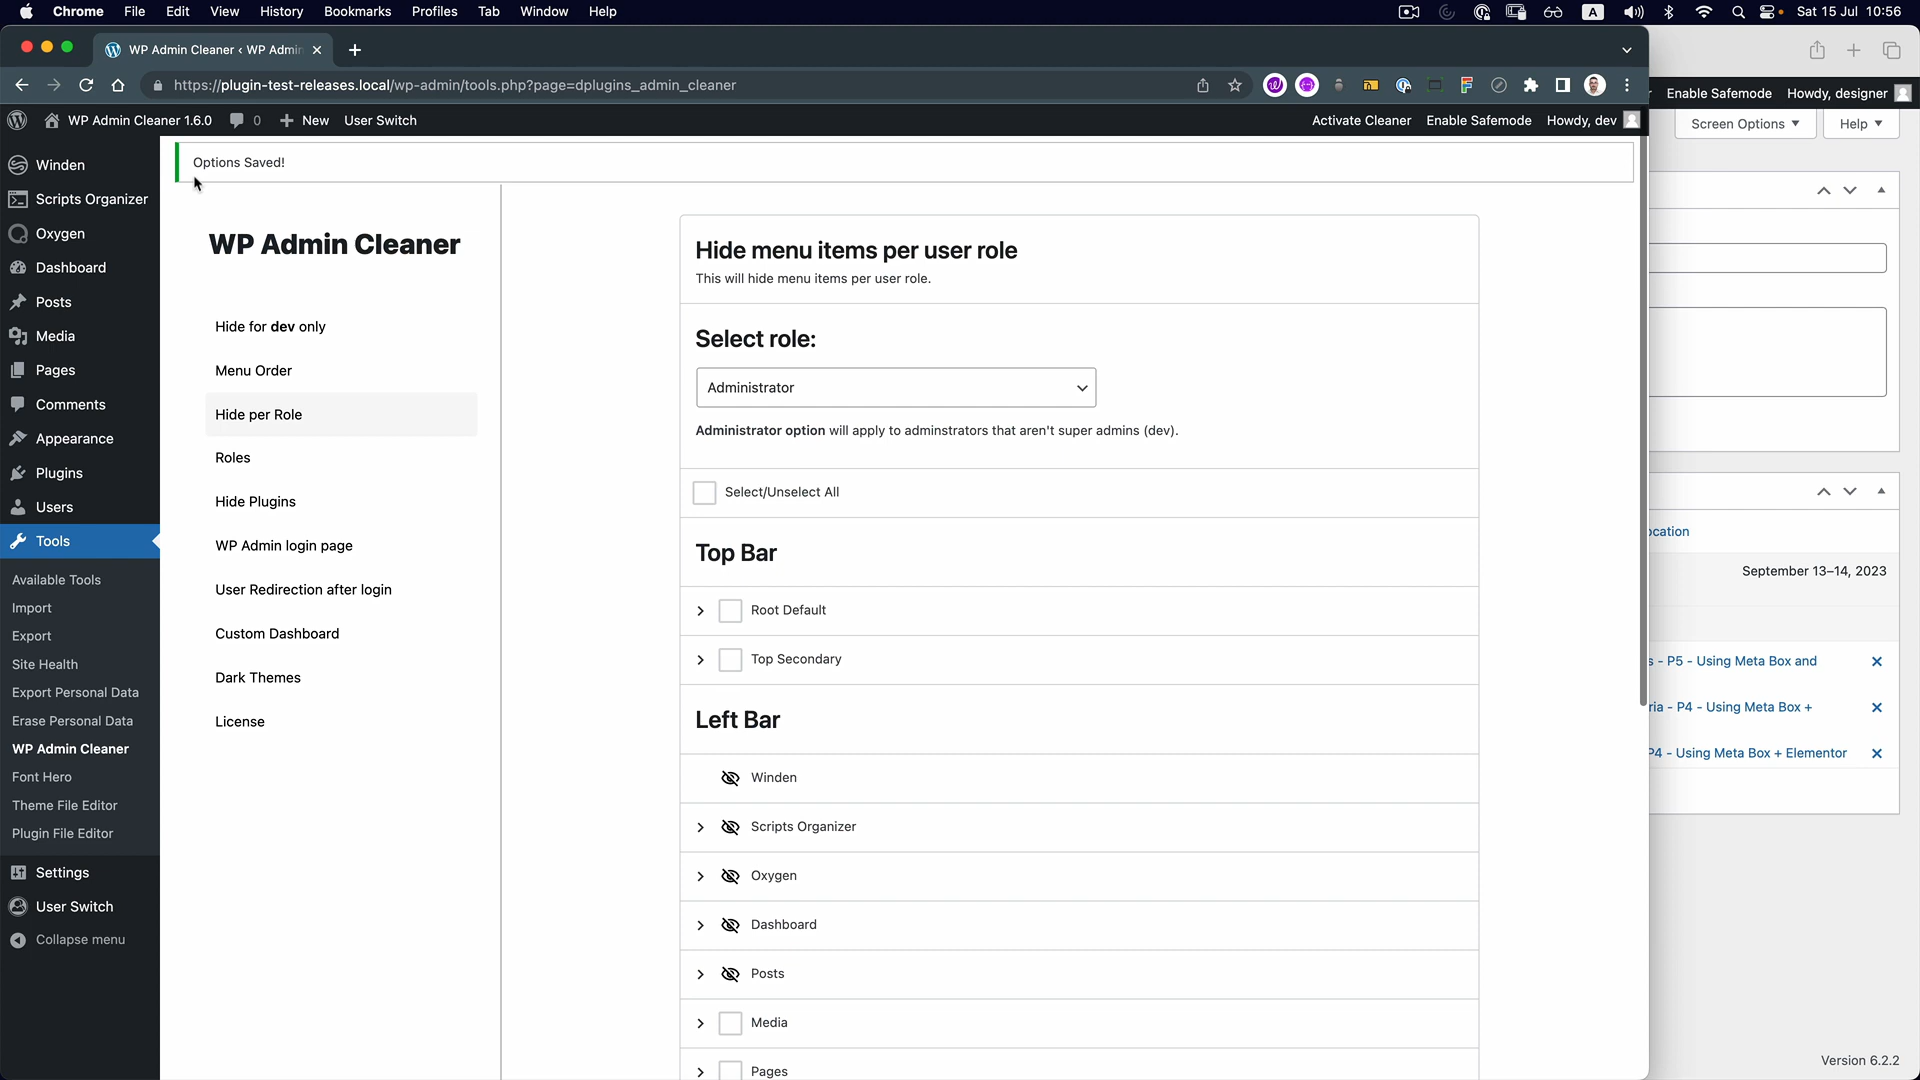 Chrome File Edit View History Bookmarks Profiles Tab Window Help
A Sat 15 Jul 10:56
WP Admin Cleaner ‹ WP Admin
https://plugin-test-releases.local/wp-admin/tools.php?page=dplugins_admin_cleaner
WP Admin Cleaner 1.6.0 0 New User Switch
Activate Cleaner Enable Safemode Howdy, dev
Enable Safemode Howdy, designer
Screen Options Help
Winden
Scripts Organizer
Oxygen
Dashboard
Posts
Media
Pages
Comments
Appearance
Plugins
Users
Tools
Available Tools
Import
Export
Site Health
Export Personal Data
Erase Personal Data
WP Admin Cleaner
Font Hero
Theme File Editor
Plugin File Editor
Settings
User Switch
Collapse menu
Options Saved!
WP Admin Cleaner
Hide for dev only
Menu Order
Hide per Role
Roles
Hide Plugins
WP Admin login page
User Redirection after login
Custom Dashboard
Dark Themes
License
Hide menu items per user role
This will hide menu items per user role.
Select role:
Administrator
Administrator option will apply to adminstrators that aren't super admins (dev).
Select/Unselect All
Top Bar
Root Default
Top Secondary
Left Bar
Winden
Scripts Organizer
Oxygen
Dashboard
Posts
Media
Pages
ocation
September 13–14, 2023
s - P5 - Using Meta Box and
ria - P4 - Using Meta Box +
P4 - Using Meta Box + Elementor
Version 6.2.2